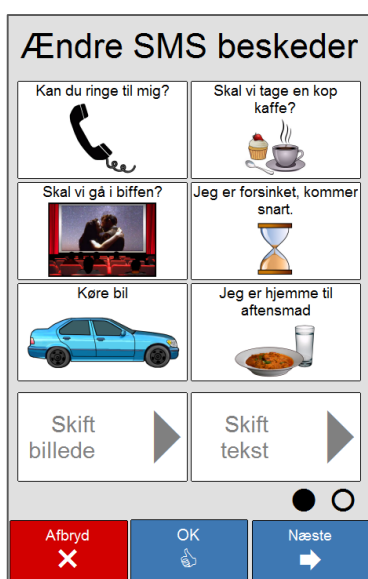 Ændre SMS beskeder
Kan du ringe til mig?
Skal vi tage en kop
kaffe?
Skal vi gå i biffen?
Jeg er forsinket, kommer
snart.
Køre bil
Jeg er hjemme til
aftensmad
Skift
billede
Skift
tekst
Afbryd
OK
Næste